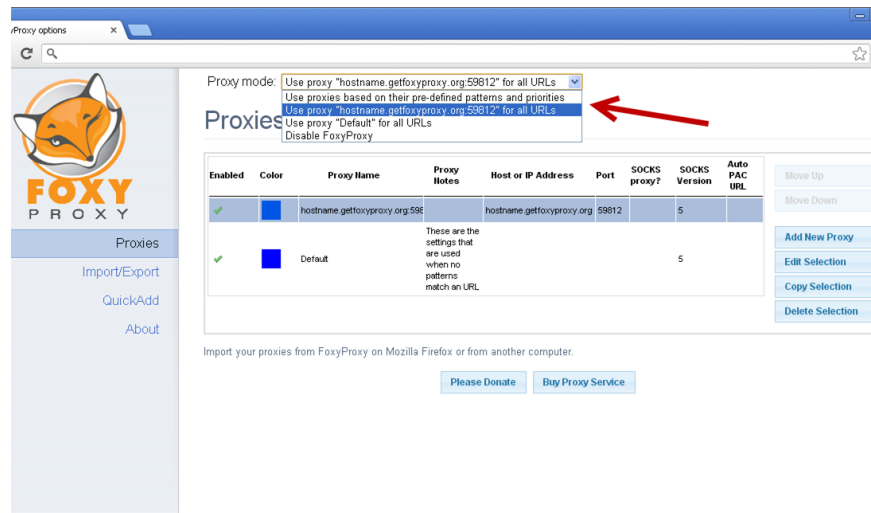 yProxy options x
Proxy mode: Use proxy "hostname.getfoxyproxy.org:59812" for all URLs
Use proxies based on their pre-defined patterns and priorities
Use proxy "hostname.getfoxyproxy.org:59812" for all URLs
Use proxy "Default" for all URLs
Disable FoxyProxy
Proxies
FOXY
PROXY
Proxies
Import/Export
QuickAdd
About
Enabled Color Proxy Name Proxy Notes Host or IP Address Port SOCKS proxy? SOCKS Version Auto PAC URL
hostname.getfoxyproxy.org:598 hostname.getfoxyproxy.org 59812 5
Default These are the settings that are used when no patterns match an URL 5
Move Up
Move Down
Add New Proxy
Edit Selection
Copy Selection
Delete Selection
Import your proxies from FoxyProxy on Mozilla Firefox or from another computer.
Please Donate Buy Proxy Service